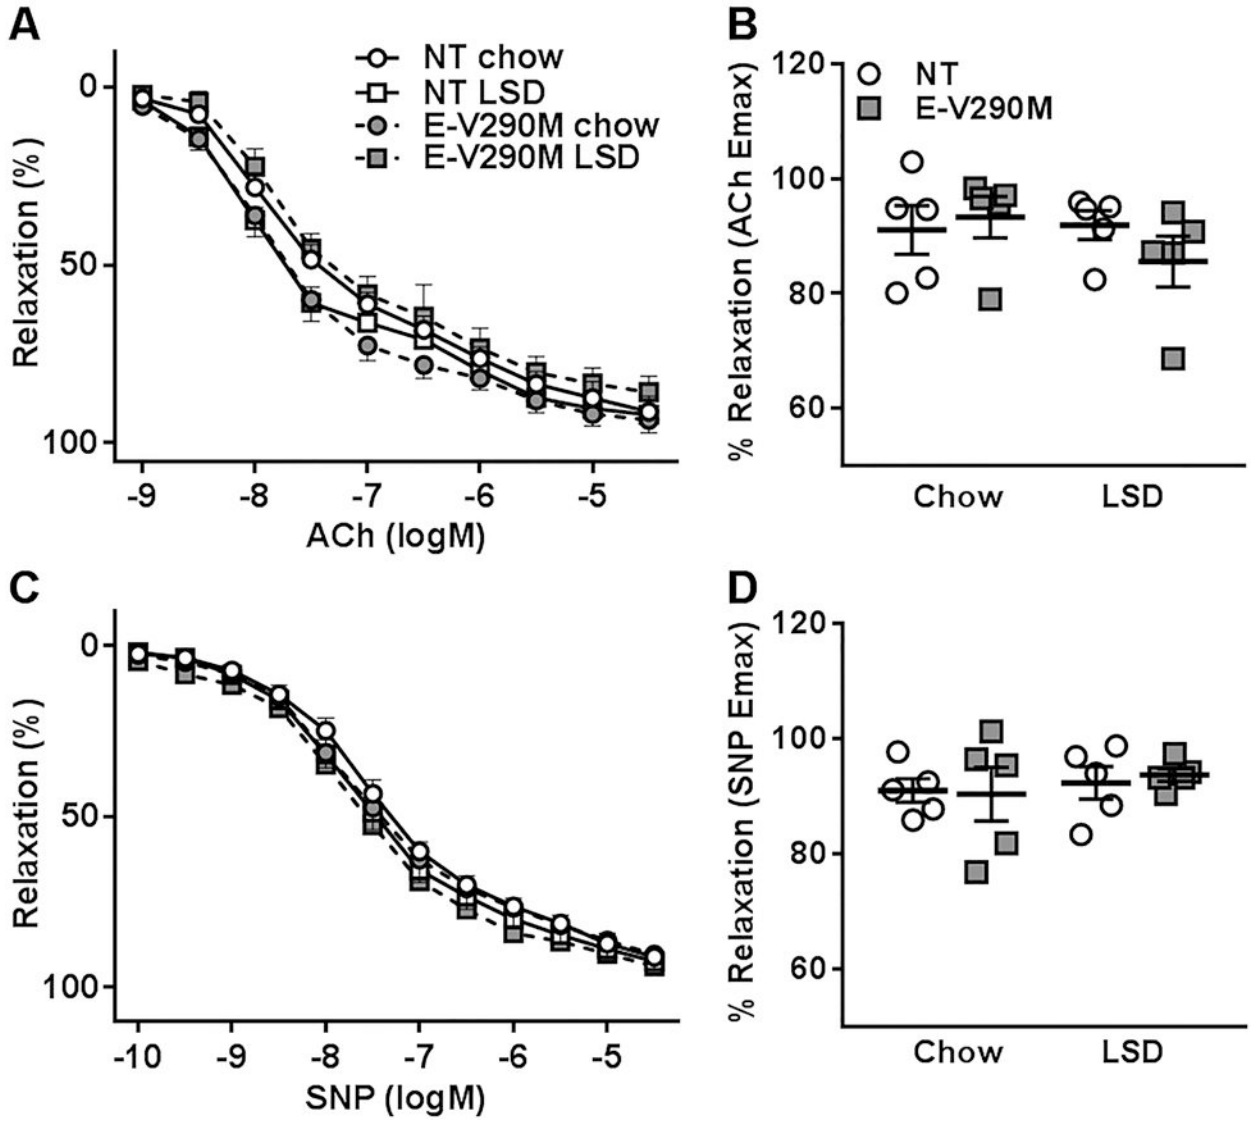 A
0
50
100
Relaxation (%)
NT chow
NT LSD
E-V290M chow
E-V290M LSD
-9 -8 -7 -6 -5
ACh (logM)
B
120
100
80
60
% Relaxation (ACh Emax)
NT
E-V290M
Chow LSD
C
0
50
100
Relaxation (%)
-10 -9 -8 -7 -6 -5
SNP (logM)
D
120
100
80
60
% Relaxation (SNP Emax)
Chow LSD